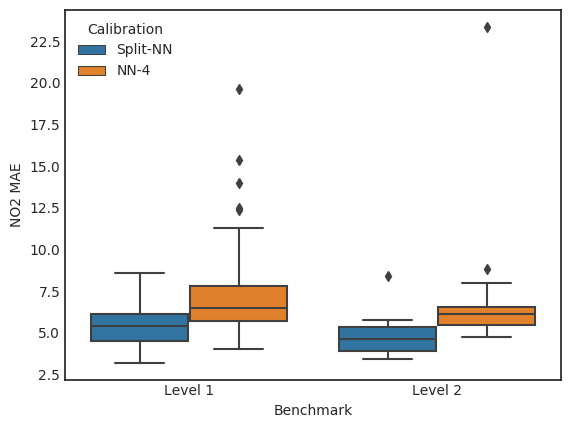 Calibration
Split-NN
NN-4
22.5
20.0
17.5
15.0
12.5
10.0
7.5
5.0
2.5
NO2 MAE
Level 1
Level 2
Benchmark